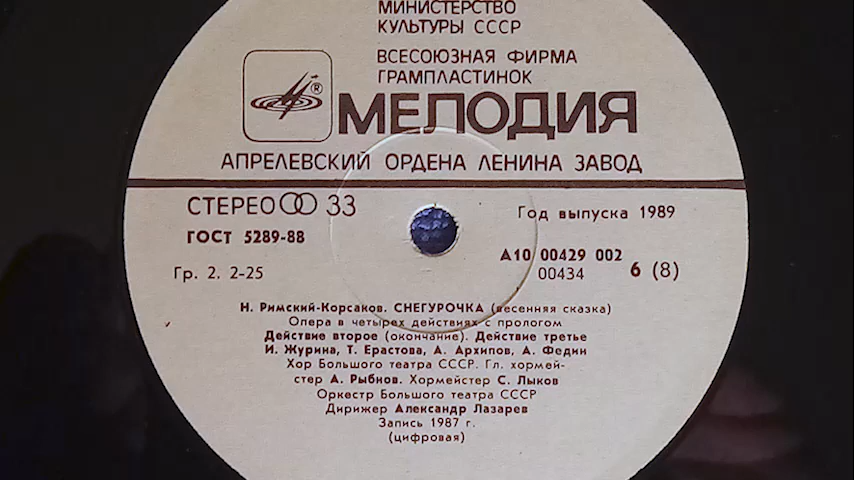 МИНИСТЕРСТВО
КУЛЬТУРЫ СССР
ВСЕСОЮЗНАЯ ФИРМА
ГРАМПЛАСТИНОК
®
МЕЛОДИЯ
АПРЕЛЕВСКИЙ ОРДЕНА ЛЕНИНА ЗАВОД
СТЕРЕО 33
Год выпуска 1989
ГОСТ 5289-88
А10 00429 002
Гр. 2. 2-25
00434 6 (8)
Н. Римский-Корсаков. СНЕГУРОЧКА (весенняя сказка)
Опера в четырех действиях с прологом
Действие второе (окончание). Действие третье
И. Журина, Т. Ерастова, А. Архипов, А. Федин
Хор Большого театра СССР. Гл. хормей-
стер А. Рыбнов. Хормейстер С. Лыков
Оркестр Большого театра СССР
Дирижер Александр Лазарев
Запись 1987 г.
(цифровая)